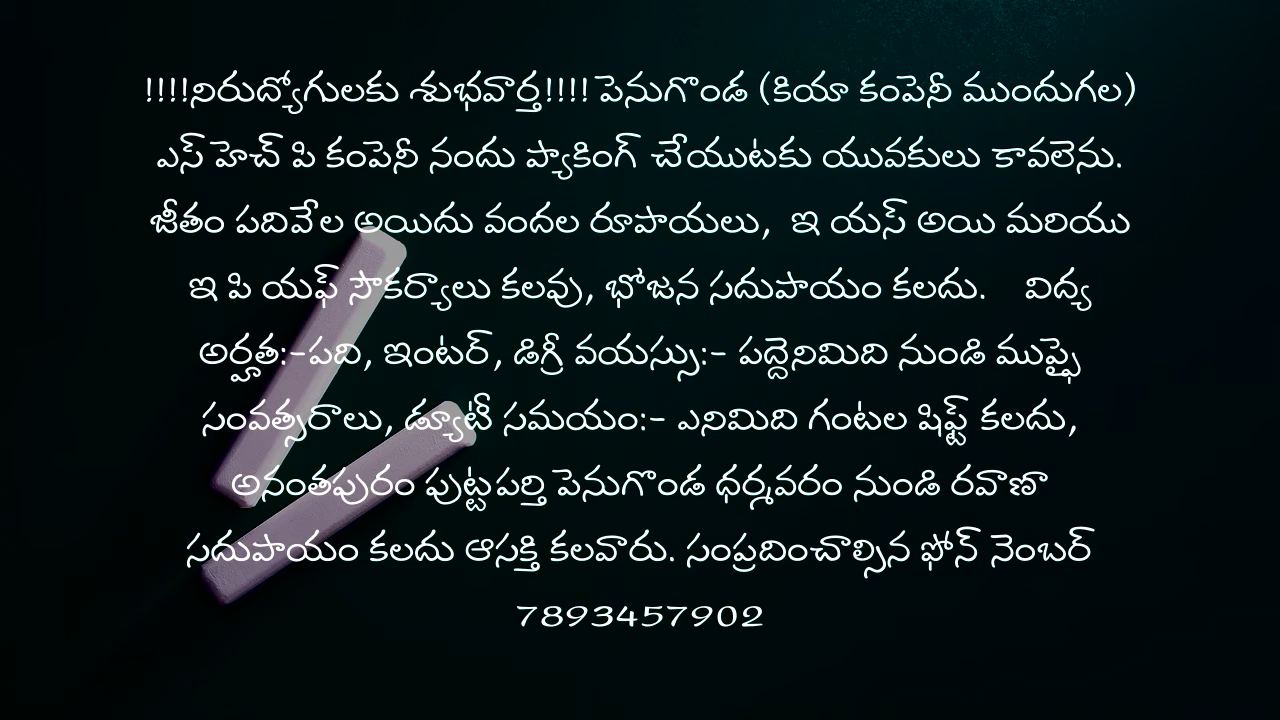 !!!!నిరుద్యోగులకు శుభవార్త!!!! పెనుగొండ (కియా కంపెనీ ముందుగల)
ఎస్ హెచ్ పి కంపెనీ నందు ప్యాకింగ్ చేయుటకు యువకులు కావలెను.
జీతం పదివేల అయిదు వందల రూపాయలు, ఇ యస్ అయి మరియు
ఇ పి యఫ్ సౌకర్యాలు కలవు, భోజన సదుపాయం కలదు. విద్య
అర్హత:-పది, ఇంటర్, డిగ్రీ వయస్సు:- పద్దెనిమిది నుండి ముప్ఫై
సంవత్సరాలు, డ్యూటీ సమయం:- ఎనిమిది గంటల షిఫ్ట్ కలదు,
అనంతపురం పుట్టపర్తి పెనుగొండ ధర్మవరం నుండి రవాణా
సదుపాయం కలదు ఆసక్తి కలవారు. సంప్రదించాల్సిన ఫోన్ నెంబర్
7893457902